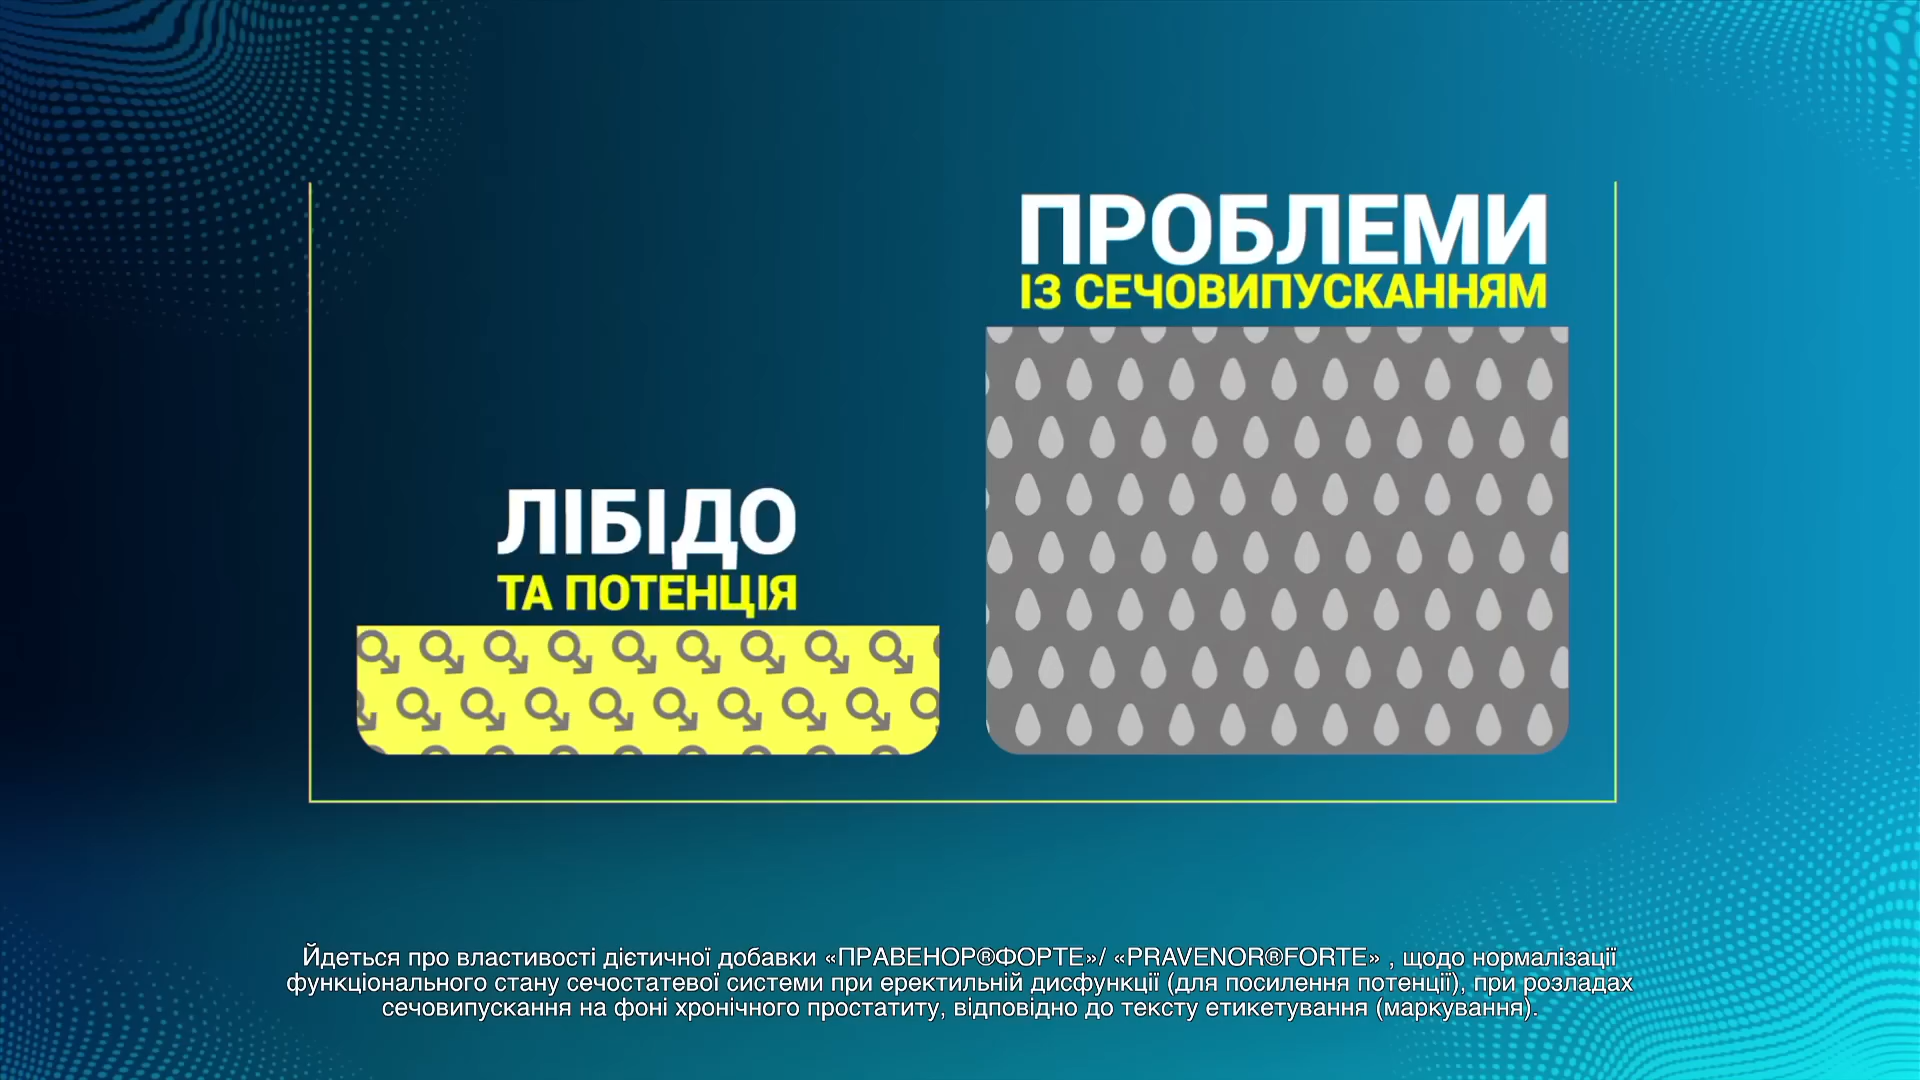 ПРОБЛЕМИ
ІЗ СЕЧОВИПУСКАННЯМ
ЛІБІДО
ТА ПОТЕНЦІЯ
Йдеться про властивості дієтичної добавки «ПРАВЕНОР®ФОРТЕ»/ «PRAVENOR®FORTE» , щодо нормалізації
функціонального стану сечостатевої системи при еректильній дисфункції (для посилення потенції), при розладах
сечовипускання на фоні хронічного простатиту, відповідно до тексту етикетування (маркування).